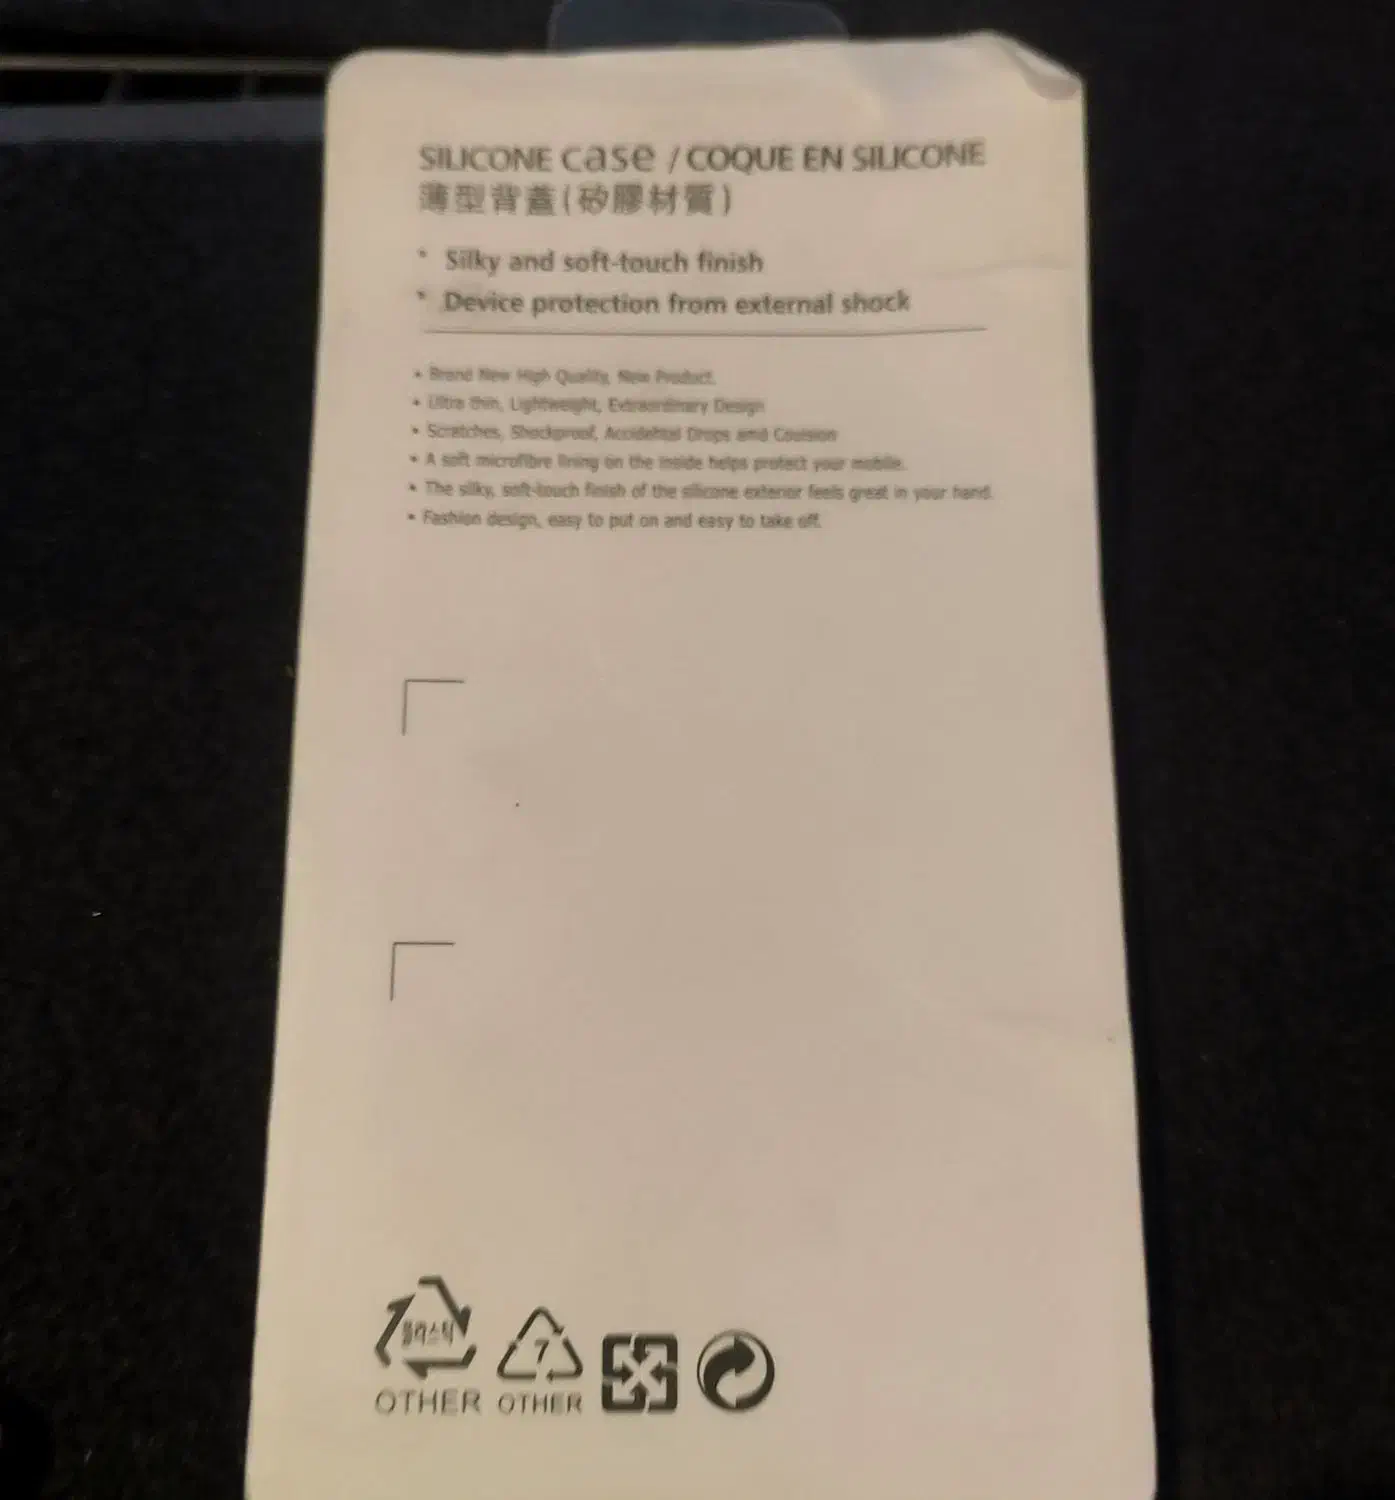 SILICONE case / COQUE EN SILICONE
薄型背蓋(矽膠材質)
* Silky and soft-touch finish
* Device protection from external shock
• Brand New High Quality, New Product.
• Ultra thin, Lightweight, Extraordinary Design
• Scratches, Shockproof, Accidehtal Drops amd Couision
• A soft microfibre lining on the inside helps protect your mobile.
• The silky, soft-touch finish of the silicone exterior feels great in your hand.
• Fashion design, easy to put on and easy to take off.
플라스틱 7
OTHER OTHER